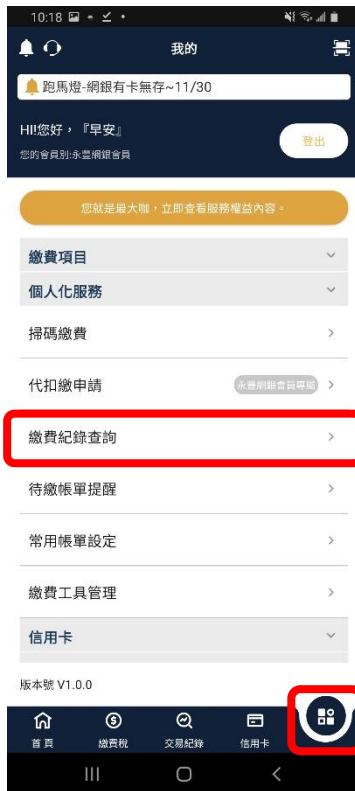 10:18
我的
跑馬燈-網銀有卡無存~11/30
HI!您好，『早安』
您的會員別:永豐網銀會員
登出
您就是最大咖，立即查看服務權益內容。
繳費項目
個人化服務
掃碼繳費
代扣繳申請
永豐網銀會員專屬
繳費紀錄查詢
待繳帳單提醒
常用帳單設定
繳費工具管理
信用卡
版本號 V1.0.0
首頁 繳費稅 交易紀錄 信用卡